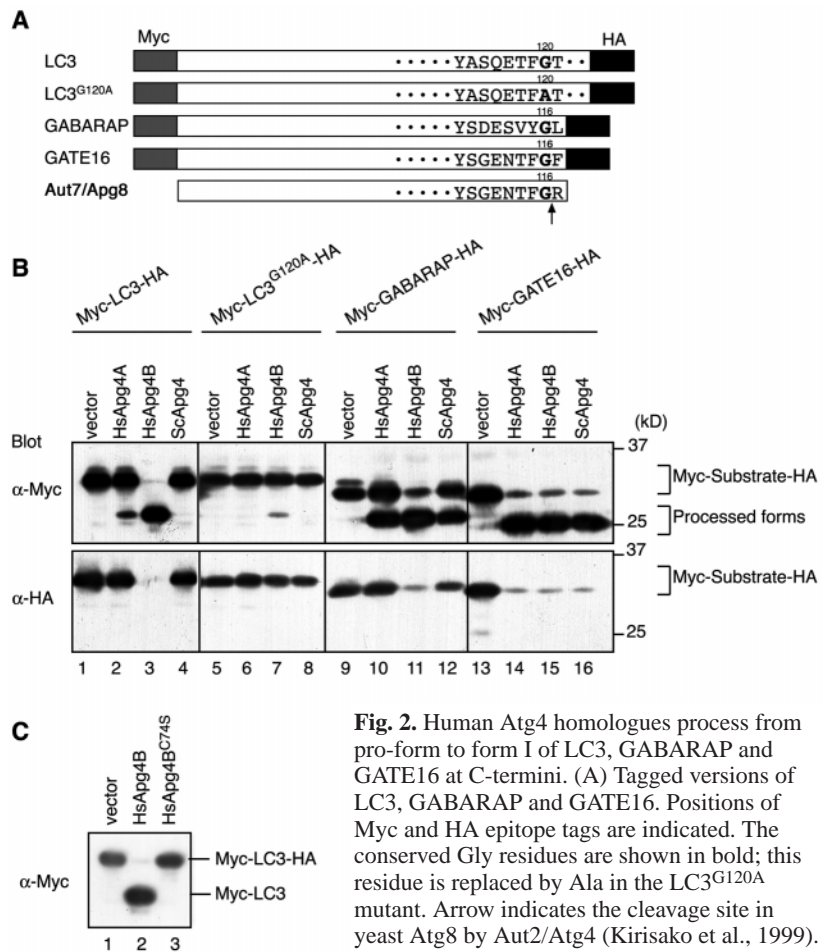 A
Myc HA
120
LC3 ·····YASQETFGT··
120
LC3G120A ·····YASQETFAT··
116
GABARAP ·····YSDESVYGL
116
GATE16 ·····YSGENTFGF
116
Aut7/Apg8 ·····YSGENTFGR
B
Myc-LC3-HA Myc-LC3G120A-HA Myc-GABARAP-HA Myc-GATE16-HA
vector HsApg4A HsApg4B ScApg4 vector HsApg4A HsApg4B ScApg4 vector HsApg4A HsApg4B ScApg4 vector HsApg4A HsApg4B ScApg4
(kD)
Blot
37
α-Myc
Myc-Substrate-HA
Processed forms
25
37
α-HA
Myc-Substrate-HA
25
1 2 3 4 5 6 7 8 9 10 11 12 13 14 15 16
C
vector HsApg4B HsApg4BC74S
α-Myc
Myc-LC3-HA
Myc-LC3
1 2 3
Fig. 2. Human Atg4 homologues process from
pro-form to form I of LC3, GABARAP and
GATE16 at C-termini. (A) Tagged versions of
LC3, GABARAP and GATE16. Positions of
Myc and HA epitope tags are indicated. The
conserved Gly residues are shown in bold; this
residue is replaced by Ala in the LC3G120A
mutant. Arrow indicates the cleavage site in
yeast Atg8 by Aut2/Atg4 (Kirisako et al., 1999).